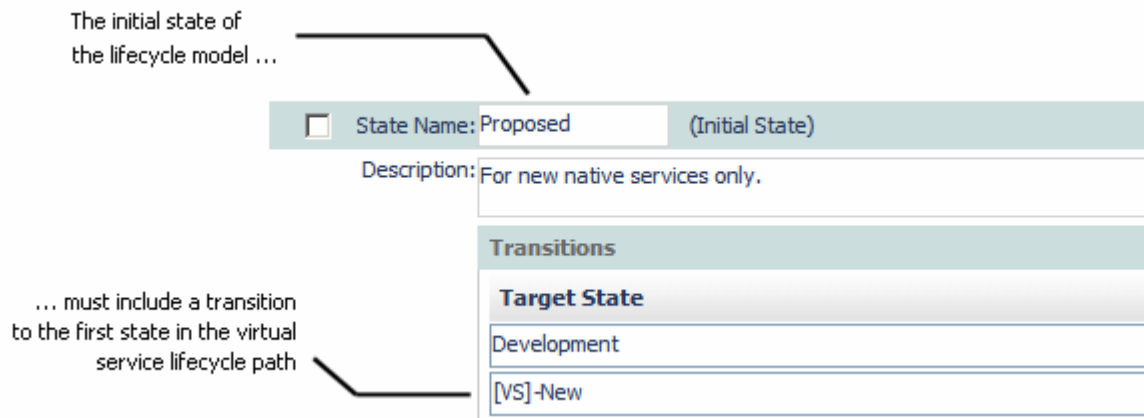 The initial state of
the lifecycle model ...
State Name: Proposed (Initial State)
Description: For new native services only.
Transitions
Target State
... must include a transition
to the first state in the virtual
service lifecycle path
Development
[VS]-New